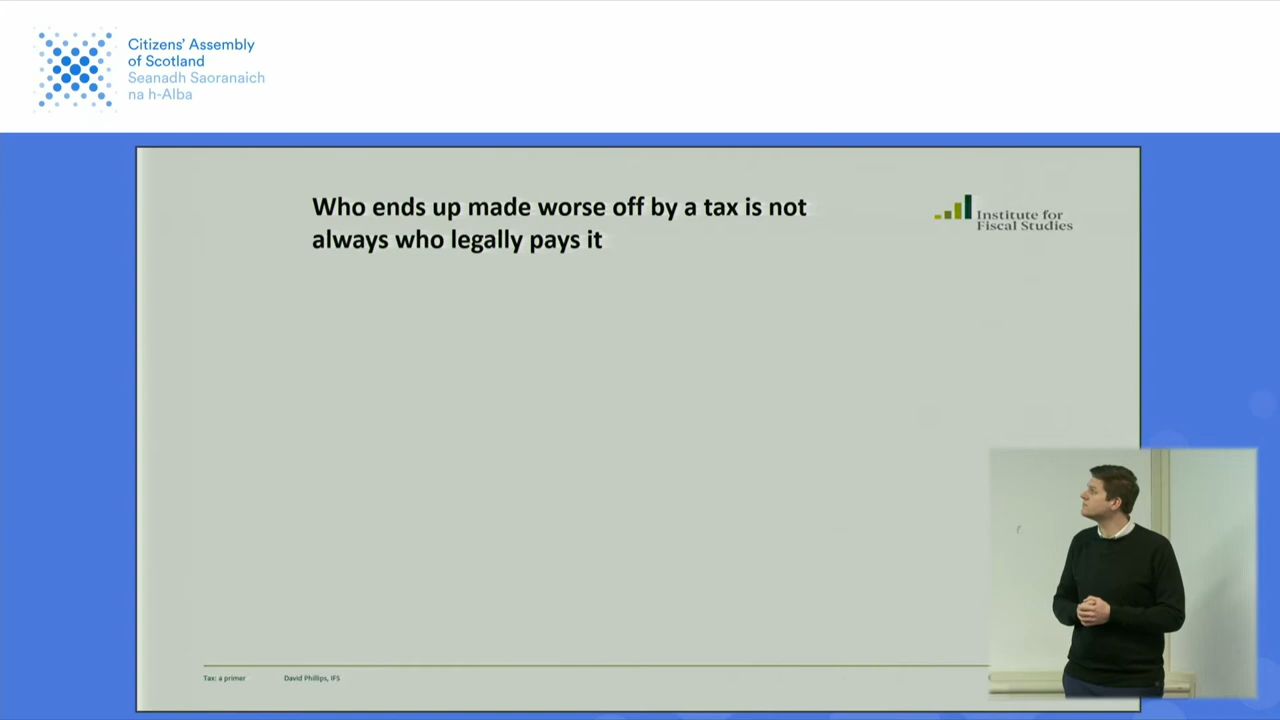 Citizens’ Assembly
of Scotland
Seanadh Saoranaich
na h-Alba
Who ends up made worse off by a tax is not
always who legally pays it
Institute for
Fiscal Studies
Tax: a primer
David Phillips, IFS